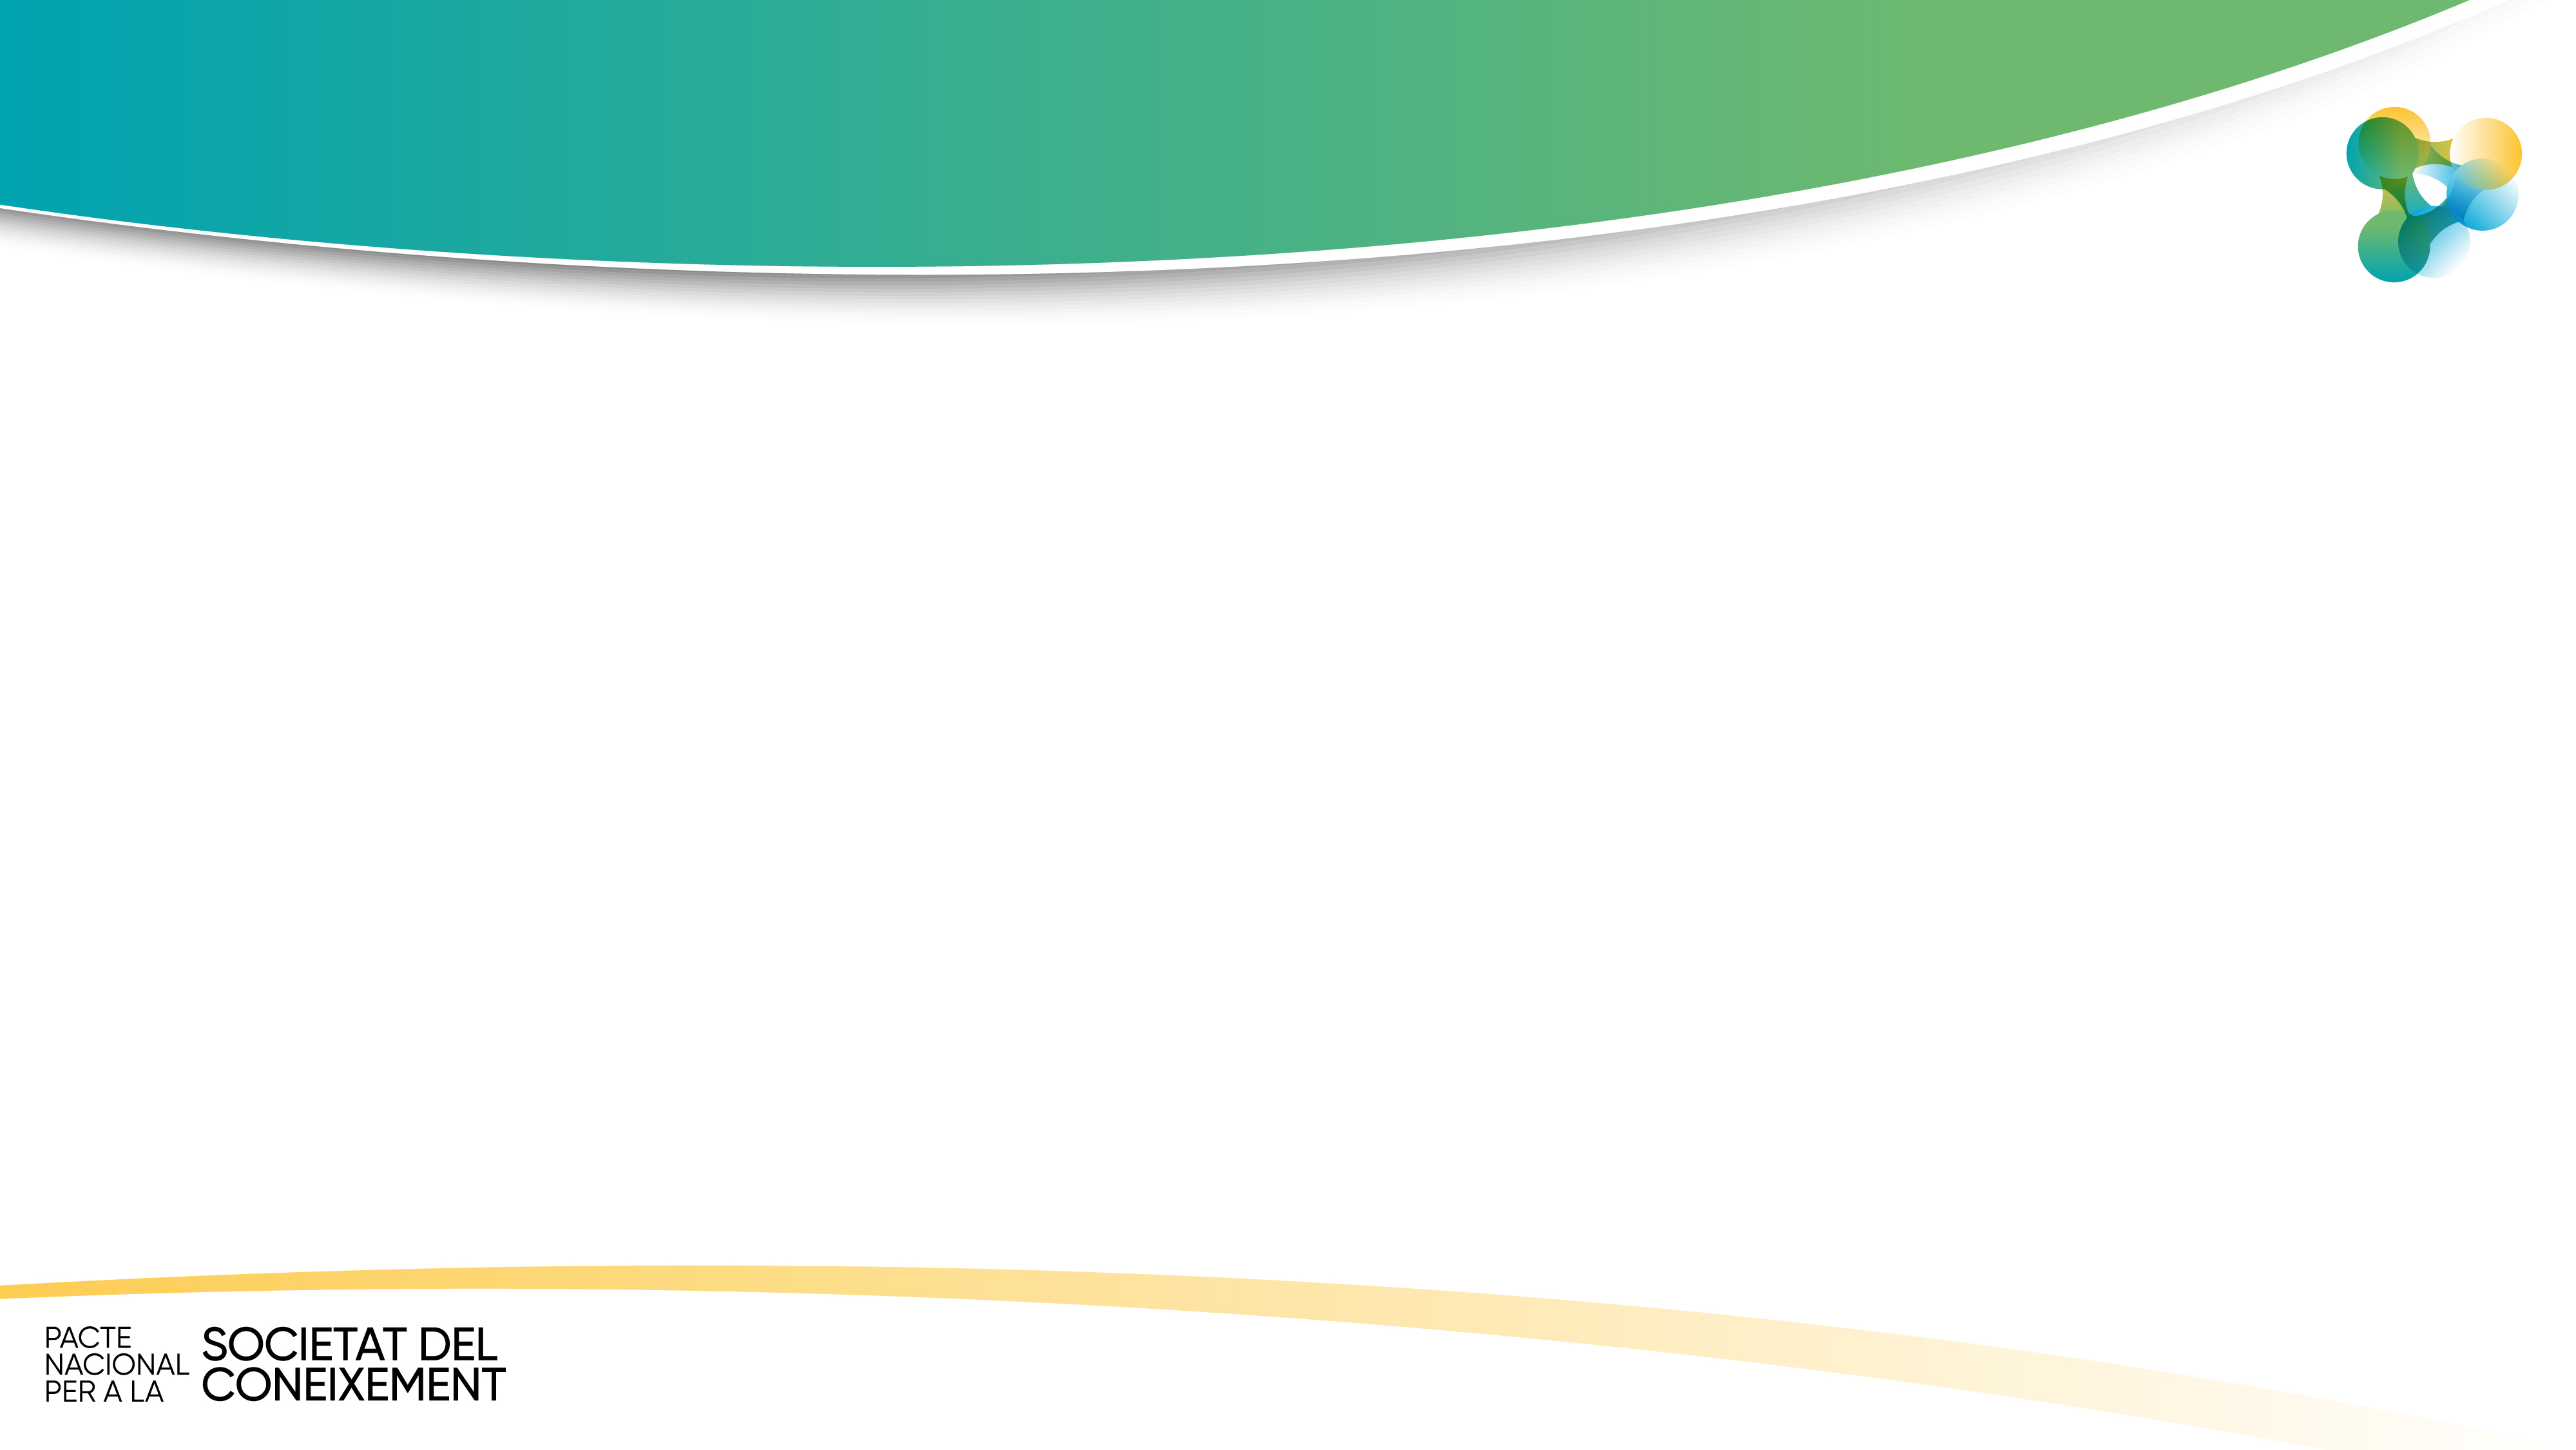 PACTE
NACIONAL
PER A LA
SOCIETAT DEL
CONEIXEMENT